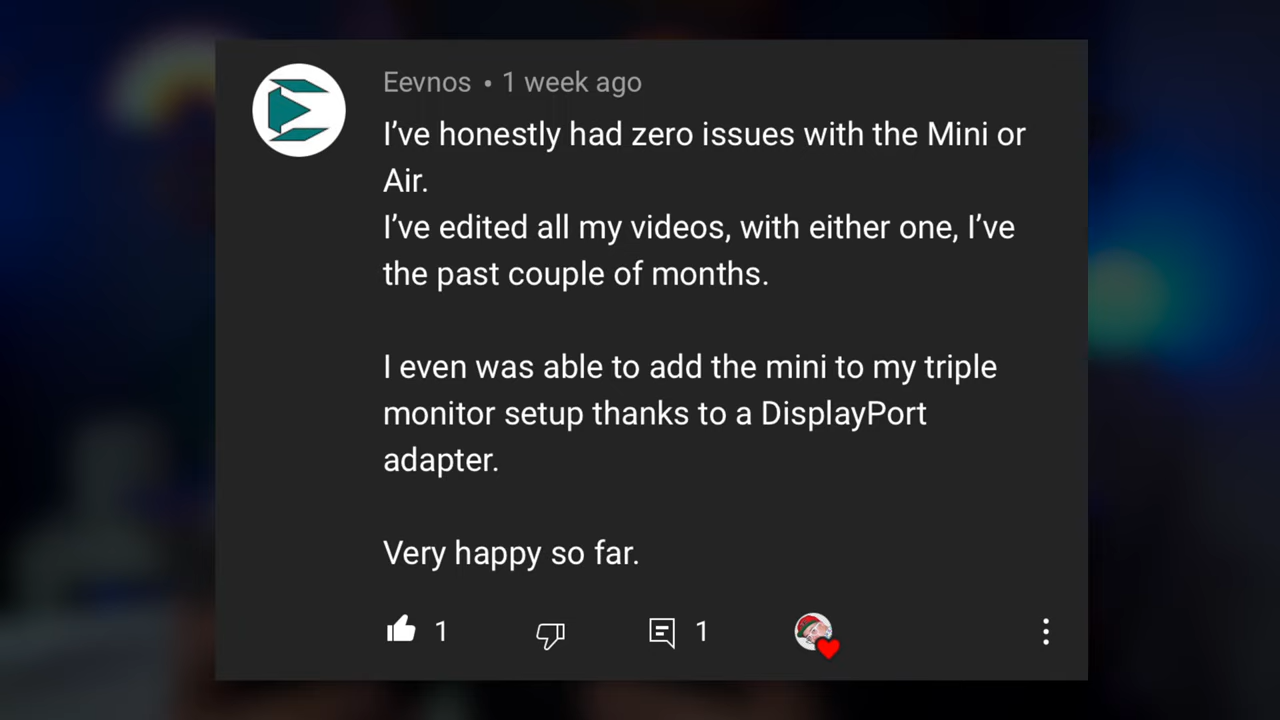 Eevnos • 1 week ago
I’ve honestly had zero issues with the Mini or
Air.
I’ve edited all my videos, with either one, I’ve
the past couple of months.
I even was able to add the mini to my triple
monitor setup thanks to a DisplayPort
adapter.
Very happy so far.
1 1